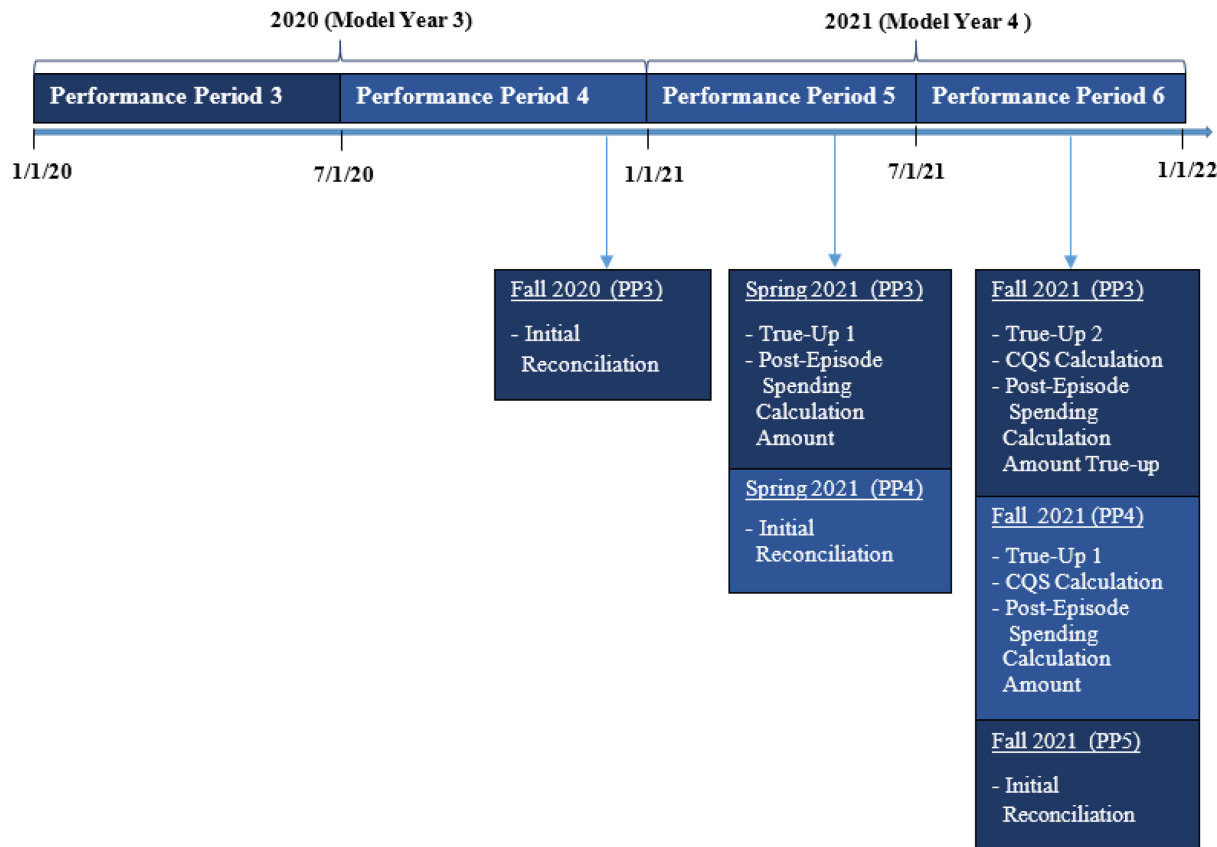 2020 (Model Year 3)
2021 (Model Year 4 )
Performance Period 3
Performance Period 4
Performance Period 5
Performance Period 6
1/1/20
7/1/20
1/1/21
7/1/21
1/1/22
Fall 2020 (PP3)
- Initial
Reconciliation
Spring 2021 (PP3)
- True-Up 1
- Post-Episode
Spending
Calculation
Amount
Spring 2021 (PP4)
- Initial
Reconciliation
Fall 2021 (PP3)
- True-Up 2
- CQS Calculation
- Post-Episode
Spending
Calculation
Amount True-up
Fall 2021 (PP4)
- True-Up 1
- CQS Calculation
- Post-Episode
Spending
Calculation
Amount
Fall 2021 (PP5)
- Initial
Reconciliation